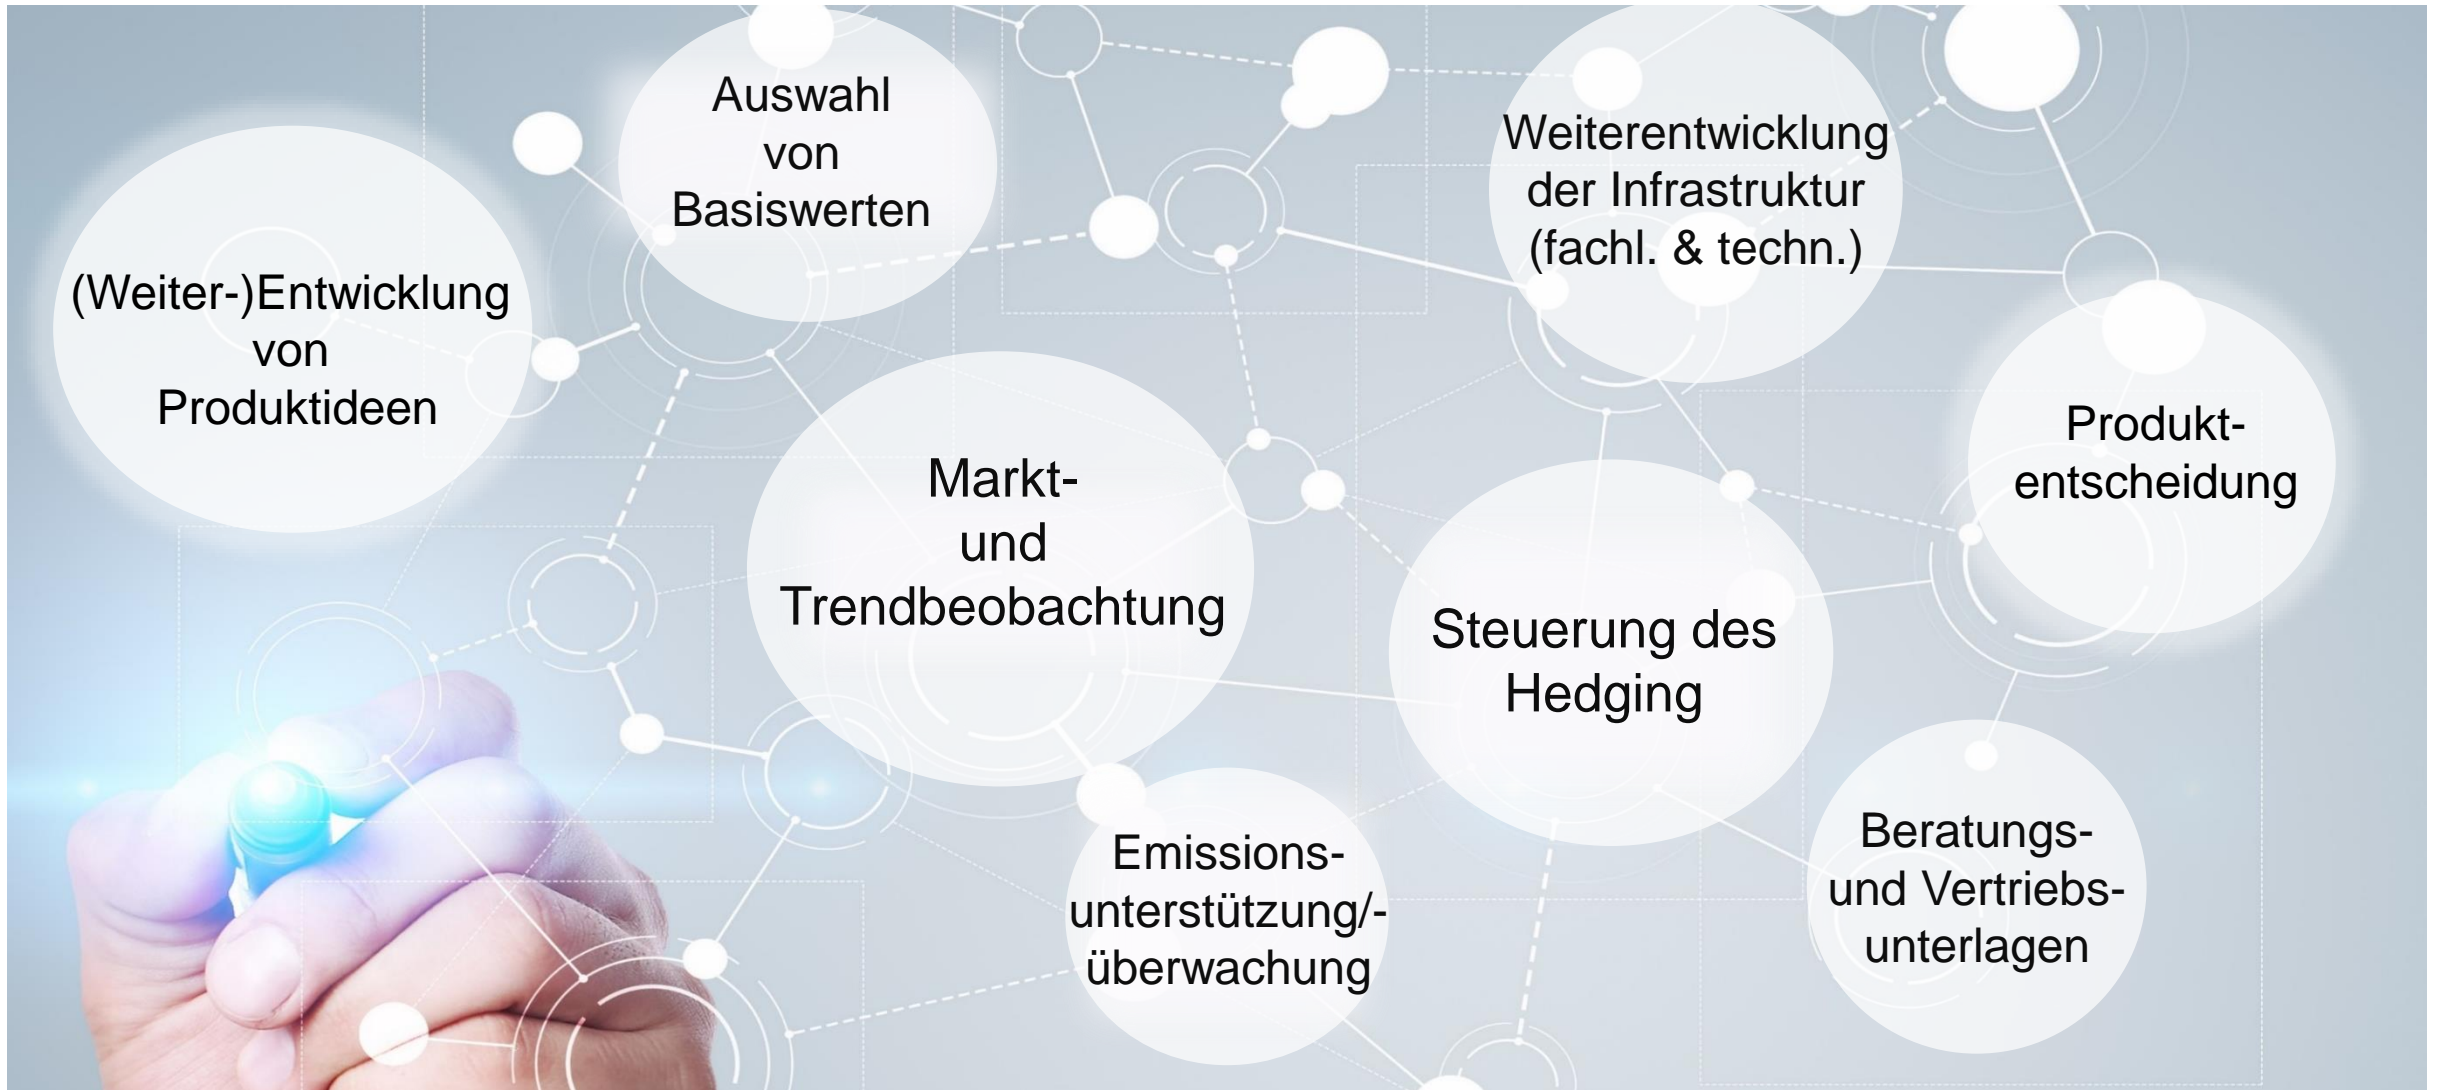 Auswahl
von
Basiswerten
Weiterentwicklung
der Infrastruktur
(fachl. & techn.)
(Weiter-)Entwicklung
von
Produktideen
Produkt-
entscheidung
Markt-
und
Trendbeobachtung
Steuerung des
Hedging
Emissions-
unterstützung/-
überwachung
Beratungs-
und Vertriebs-
unterlagen